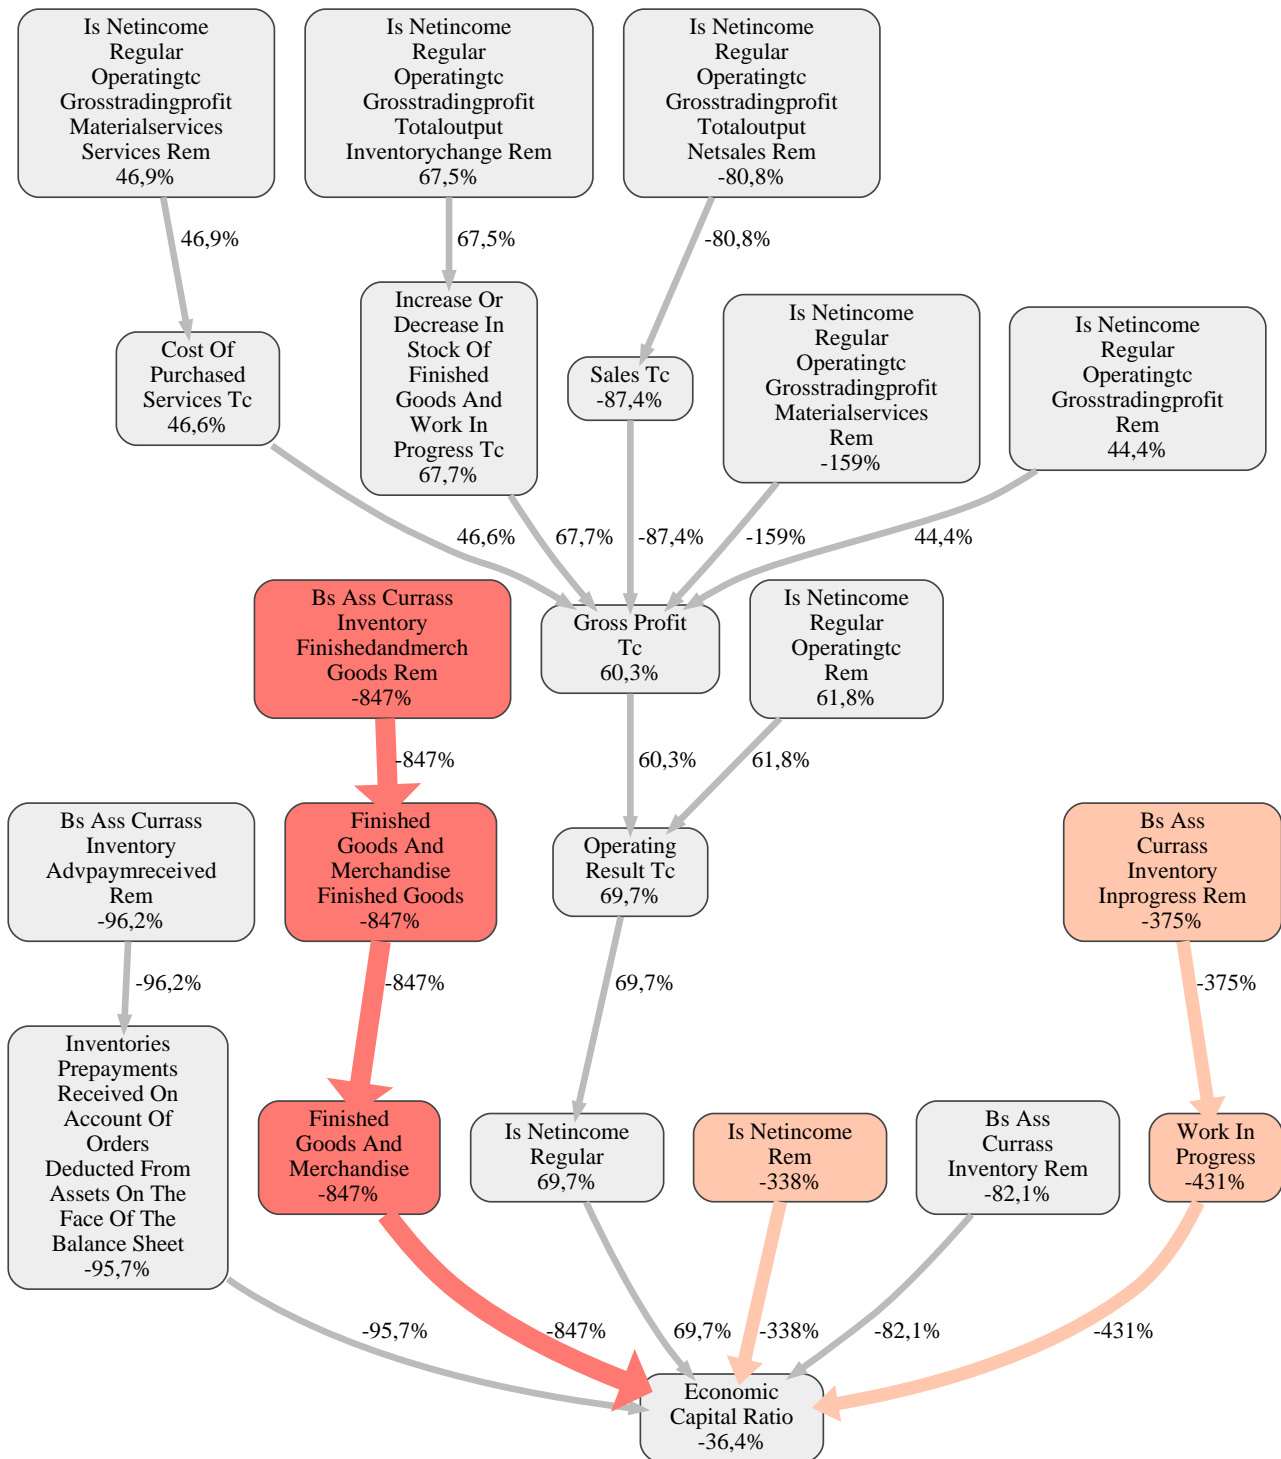 Is Netincome
Regular
Operatingtc
Grosstradingprofit
Materialservices
Services Rem
46,9%
Is Netincome
Regular
Operatingtc
Grosstradingprofit
Totaloutput
Inventorychange Rem
67,5%
Is Netincome
Regular
Operatingtc
Grosstradingprofit
Totaloutput
Netsales Rem
-80,8%
46,9%
67,5%
-80,8%
Cost Of
Purchased
Services Tc
46,6%
Increase Or
Decrease In
Stock Of
Finished
Goods And
Work In
Progress Tc
67,7%
Sales Tc
-87,4%
Is Netincome
Regular
Operatingtc
Grosstradingprofit
Materialservices
Rem
-159%
Is Netincome
Regular
Operatingtc
Grosstradingprofit
Rem
44,4%
46,6%
67,7%
-87,4%
-159%
44,4%
Bs Ass Currass
Inventory
Finishedandmerch
Goods Rem
-847%
Gross Profit
Tc
60,3%
Is Netincome
Regular
Operatingtc
Rem
61,8%
-847%
60,3%
61,8%
Bs Ass Currass
Inventory
Advpaymreceived
Rem
-96,2%
Finished
Goods And
Merchandise
Finished Goods
-847%
Operating
Result Tc
69,7%
Bs Ass
Currass
Inventory
Inprogress Rem
-375%
-96,2%
-847%
69,7%
-375%
Inventories
Prepayments
Received On
Account Of
Orders
Deducted From
Assets On The
Face Of The
Balance Sheet
-95,7%
Finished
Goods And
Merchandise
-847%
Is Netincome
Regular
69,7%
Is Netincome
Rem
-338%
Bs Ass
Currass
Inventory Rem
-82,1%
Work In
Progress
-431%
-95,7%
-847%
69,7%
-338%
-82,1%
-431%
Economic
Capital Ratio
-36,4%